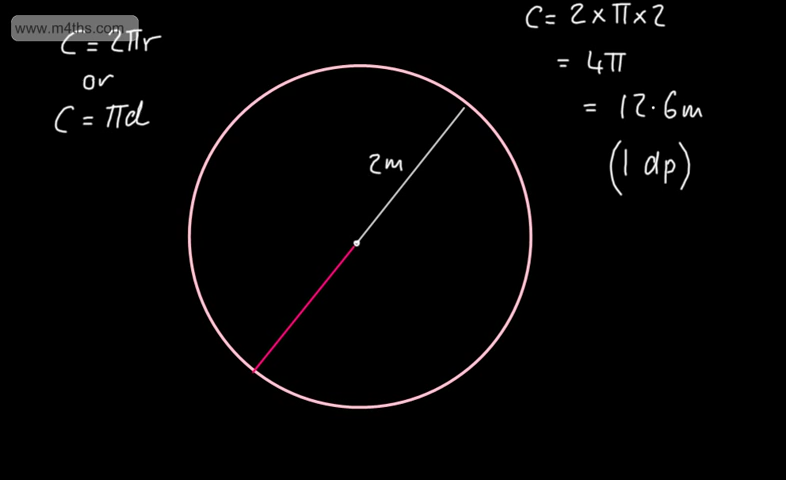 www.m4ths.com
C = 2πr
or
C = πd
2m
C = 2 × π × 2
= 4π
= 12.6m
(1 dp)